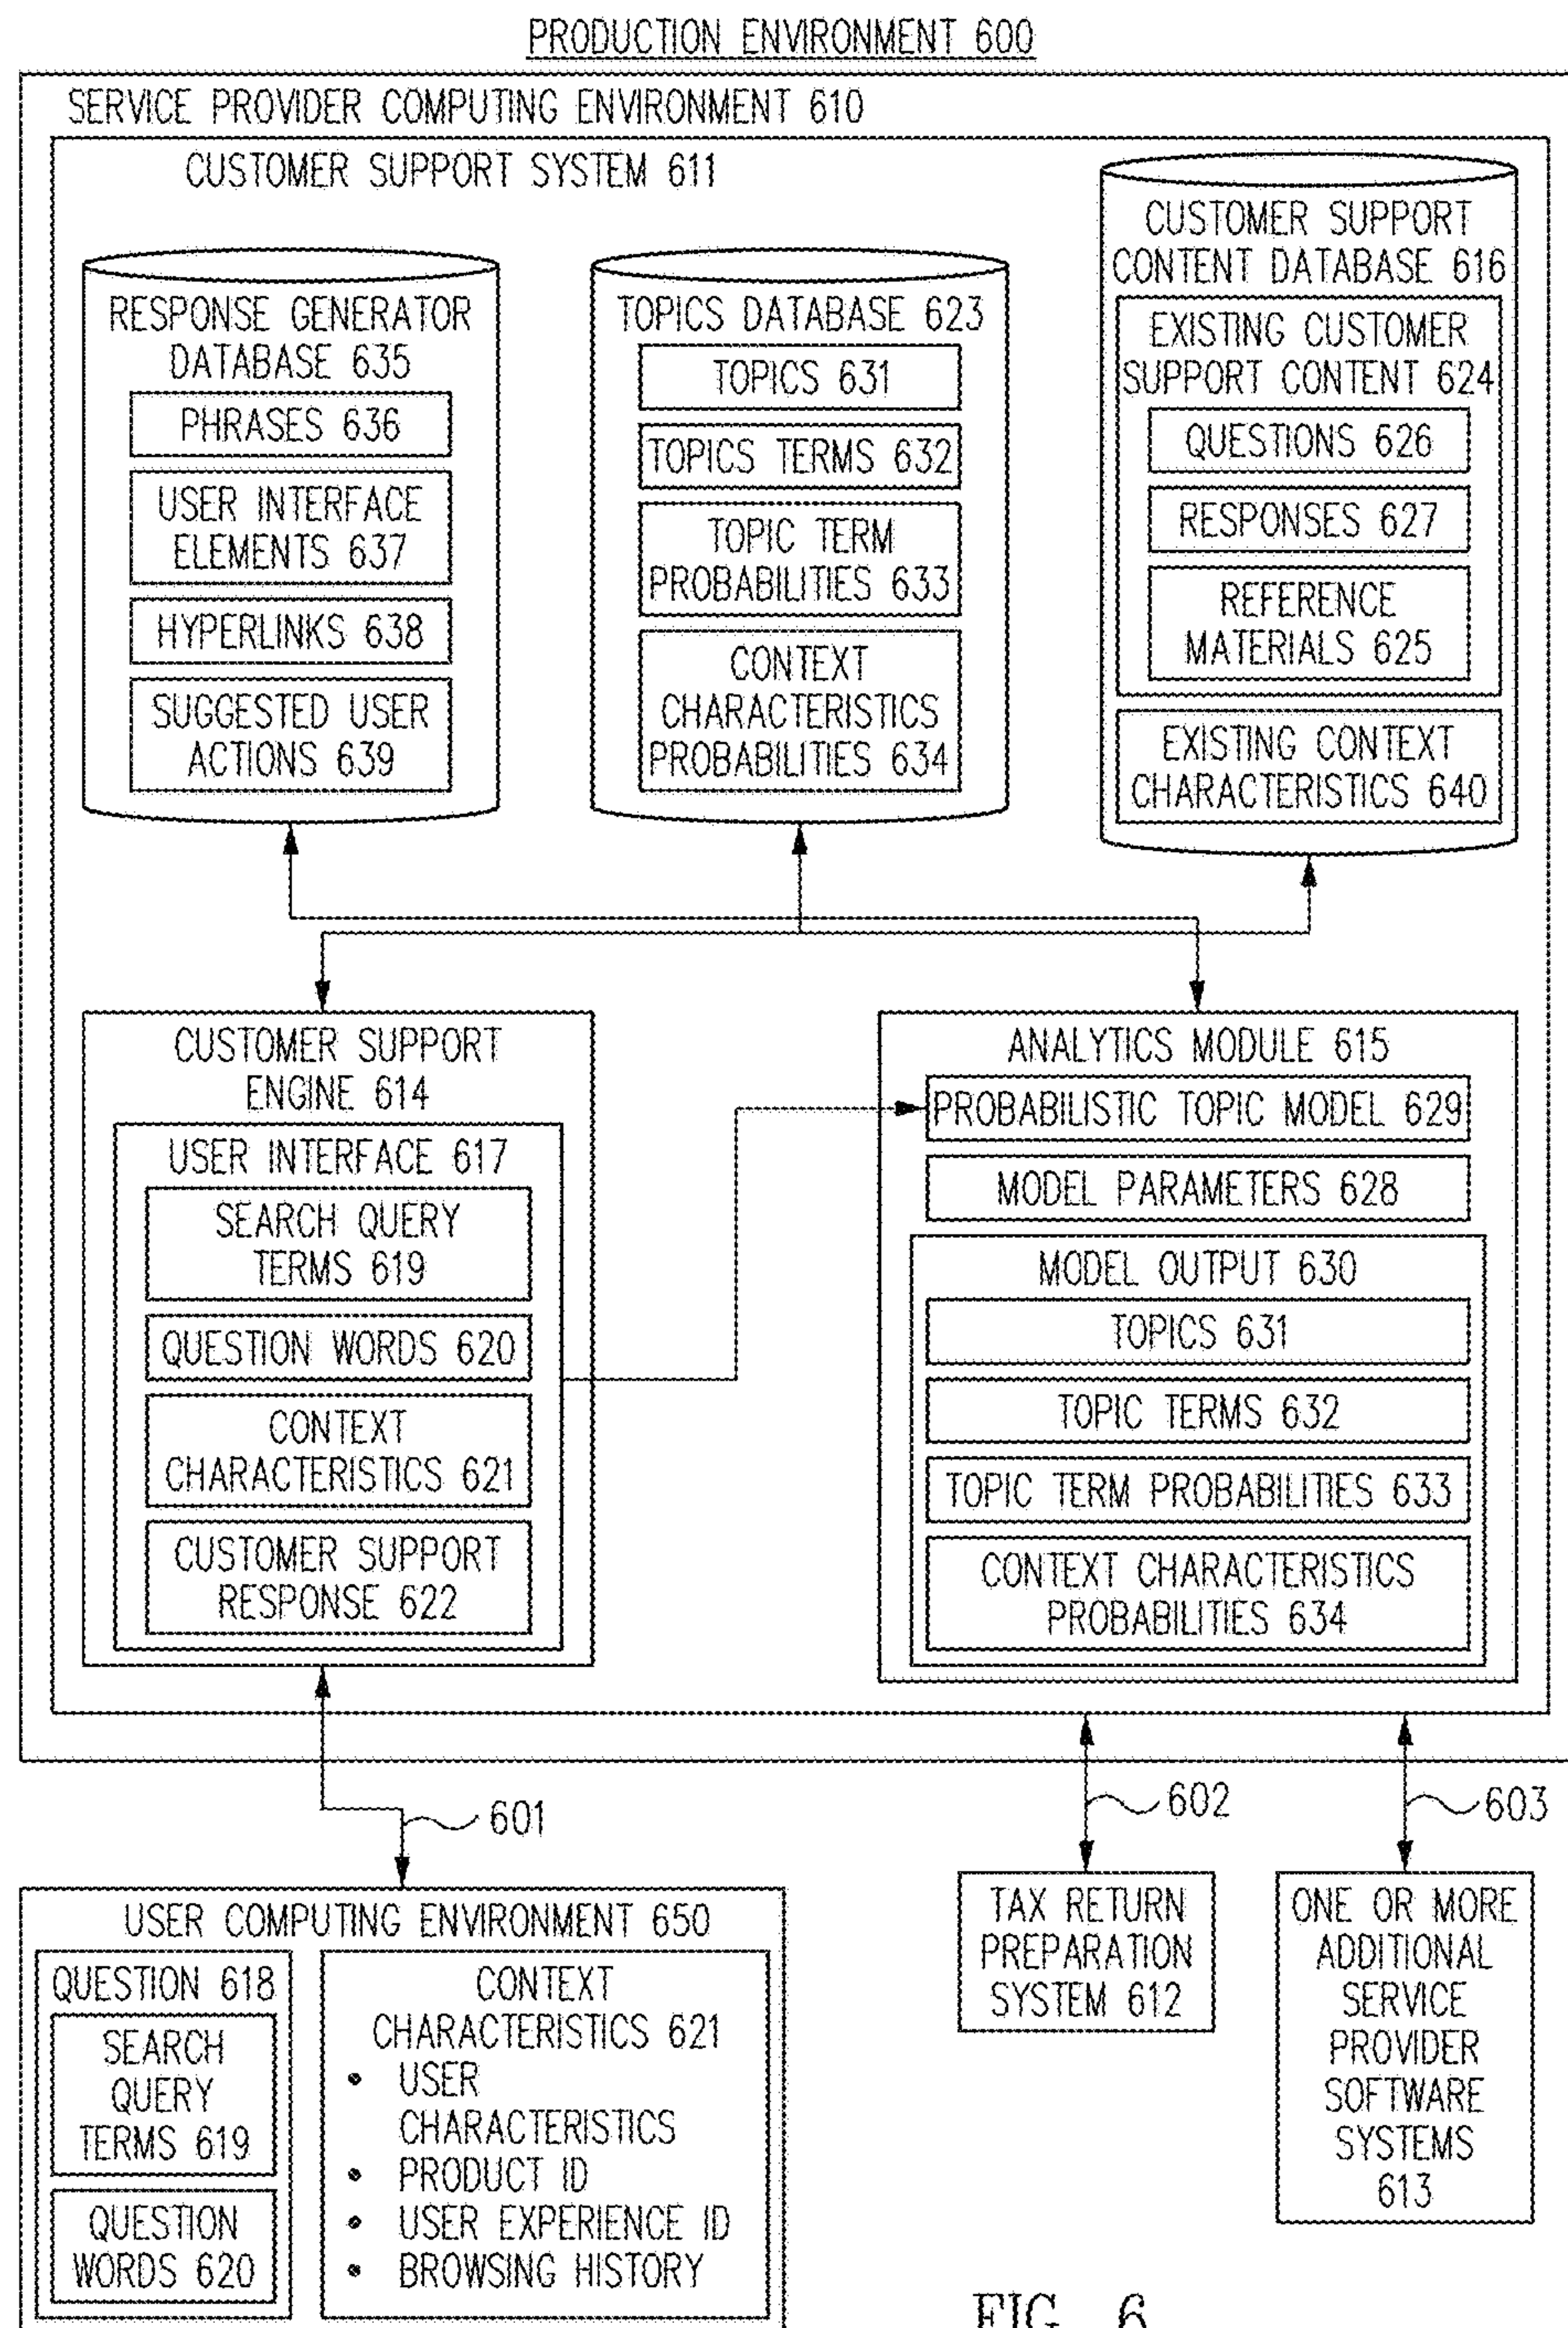 PRODUCTION ENVIRONMENT 600
SERVICE PROVIDER COMPUTING ENVIRONMENT 610
CUSTOMER SUPPORT SYSTEM 611
RESPONSE GENERATOR
DATABASE 635
PHRASES 636
USER INTERFACE
ELEMENTS 637
HYPERLINKS 638
SUGGESTED USER
ACTIONS 639
TOPICS DATABASE 623
TOPICS 631
TOPICS TERMS 632
TOPIC TERM
PROBABILITIES 633
CONTEXT
CHARACTERISTICS
PROBABILITIES 634
CUSTOMER SUPPORT
CONTENT DATABASE 616
EXISTING CUSTOMER
SUPPORT CONTENT 624
QUESTIONS 626
RESPONSES 627
REFERENCE
MATERIALS 625
EXISTING CONTEXT
CHARACTERISTICS 640
CUSTOMER SUPPORT
ENGINE 614
USER INTERFACE 617
SEARCH QUERY
TERMS 619
QUESTION WORDS 620
CONTEXT
CHARACTERISTICS 621
CUSTOMER SUPPORT
RESPONSE 622
ANALYTICS MODULE 615
PROBABILISTIC TOPIC MODEL 629
MODEL PARAMETERS 628
MODEL OUTPUT 630
TOPICS 631
TOPIC TERMS 632
TOPIC TERM PROBABILITIES 633
CONTEXT CHARACTERISTICS
PROBABILITIES 634
601
602
603
USER COMPUTING ENVIRONMENT 650
QUESTION 618
SEARCH
QUERY
TERMS 619
QUESTION
WORDS 620
CONTEXT
CHARACTERISTICS 621
• USER
CHARACTERISTICS
• PRODUCT ID
• USER EXPERIENCE ID
• BROWSING HISTORY
TAX RETURN
PREPARATION
SYSTEM 612
ONE OR MORE
ADDITIONAL
SERVICE
PROVIDER
SOFTWARE
SYSTEMS
613
FIG. 6